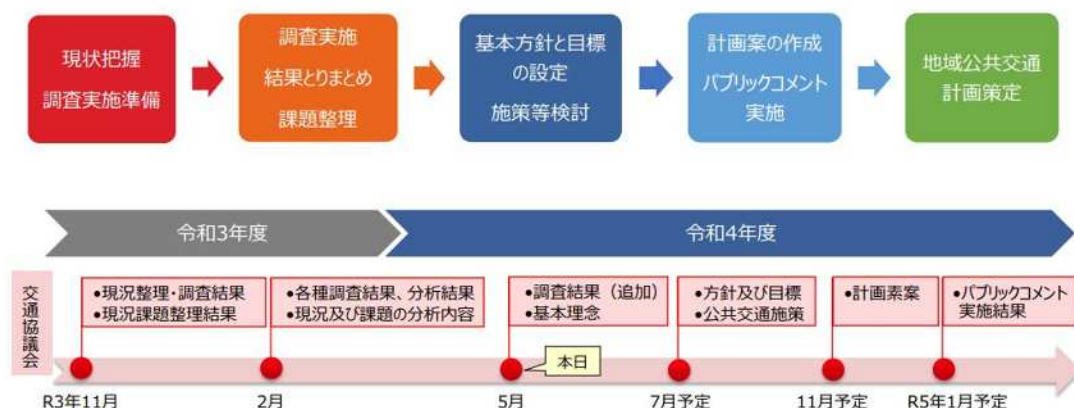 現状把握
調査実施準備
調査実施
結果とりまとめ
課題整理
基本方針と目標
の設定
施策等検討
計画案の作成
パブリックコメント
実施
地域公共交通
計画策定
令和3年度
令和4年度
交通協議会
●現況整理・調査結果
●現況課題整理結果
●各種調査結果、分析結果
●現況及び課題の分析内容
●調査結果（追加）
●基本理念
●方針及び目標
●公共交通施策
●計画素案
●パブリックコメント
実施結果
本日
R3年11月
2月
5月
7月予定
11月予定
R5年1月予定